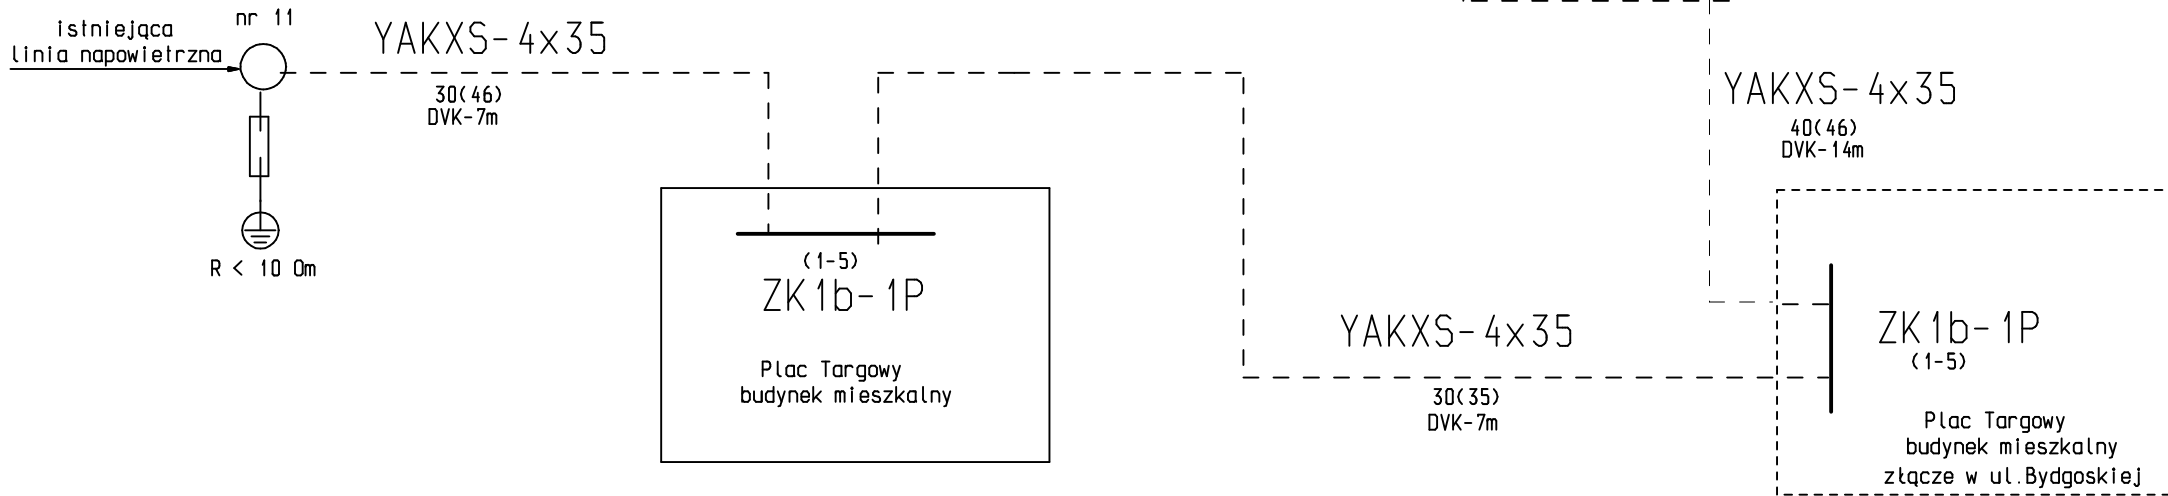 nr 11
istniejąca
linia napowietrzna
YAKXS-4x35
30(46)
DVK-7m
R < 10 Om
(1-5)
ZK1b-1P
Plac Targowy
budynek mieszkalny
YAKXS-4x35
30(35)
DVK-7m
YAKXS-4x35
40(46)
DVK-14m
ZK1b-1P
(1-5)
Plac Targowy
budynek mieszkalny
złącze w ul.Bydgoskiej